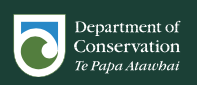 Department of
Conservation
Te Papa Atawhai